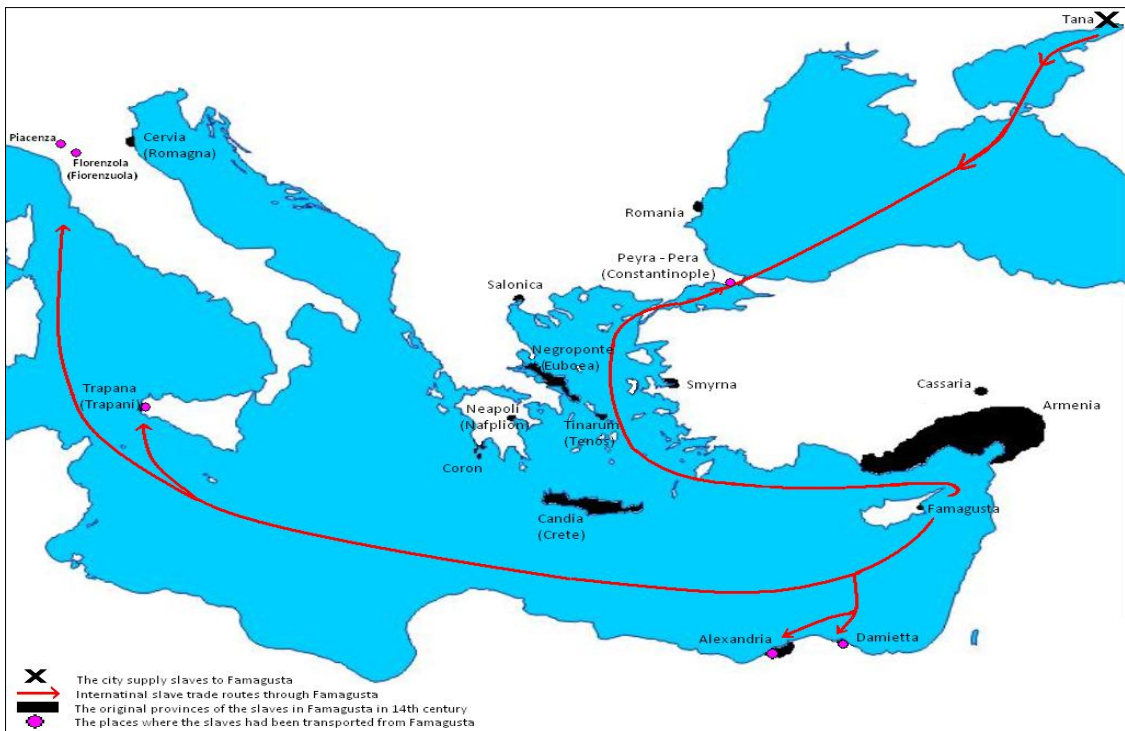 Tana
Piacenza
Florenzola
(Fiorenzuola)
Cervia
(Romagna)
Romania
Peyra - Pera
(Constantinople)
Salonica
Negroponte
(Euboea)
Smyrna
Cassaria
Armenia
Trapana
(Trapani)
Neapoli
(Nafplion)
Tinarum
(Tenos)
Coron
Candia
(Crete)
Famagusta
Alexandria
Damietta
The city supply slaves to Famagusta
Internatinal slave trade routes through Famagusta
The original provinces of the slaves in Famagusta in 14th century
The places where the slaves had been transported from Famagusta